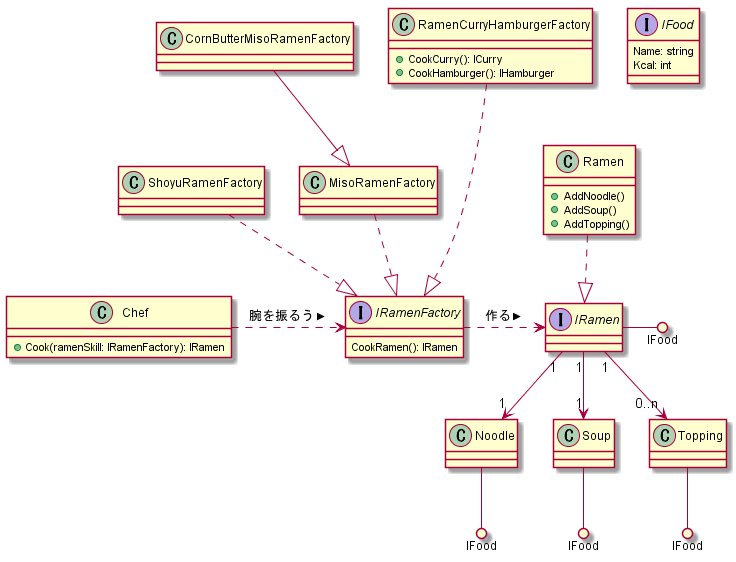 C CornButterMisoRamenFactory
C RamenCurryHamburgerFactory
CookCurry(): ICurry
CookHamburger(): IHamburger
I IFood
Name: string
Kcal: int
C ShoyuRamenFactory
C MisoRamenFactory
C Ramen
AddNoodle()
AddSoup()
AddTopping()
C Chef
Cook(ramenSkill: IRamenFactory): IRamen
腕を振るう
I IRamenFactory
CookRamen(): IRamen
作る
I IRamen
IFood
1 1 1
1 1 0..n
C Noodle
C Soup
C Topping
IFood
IFood
IFood